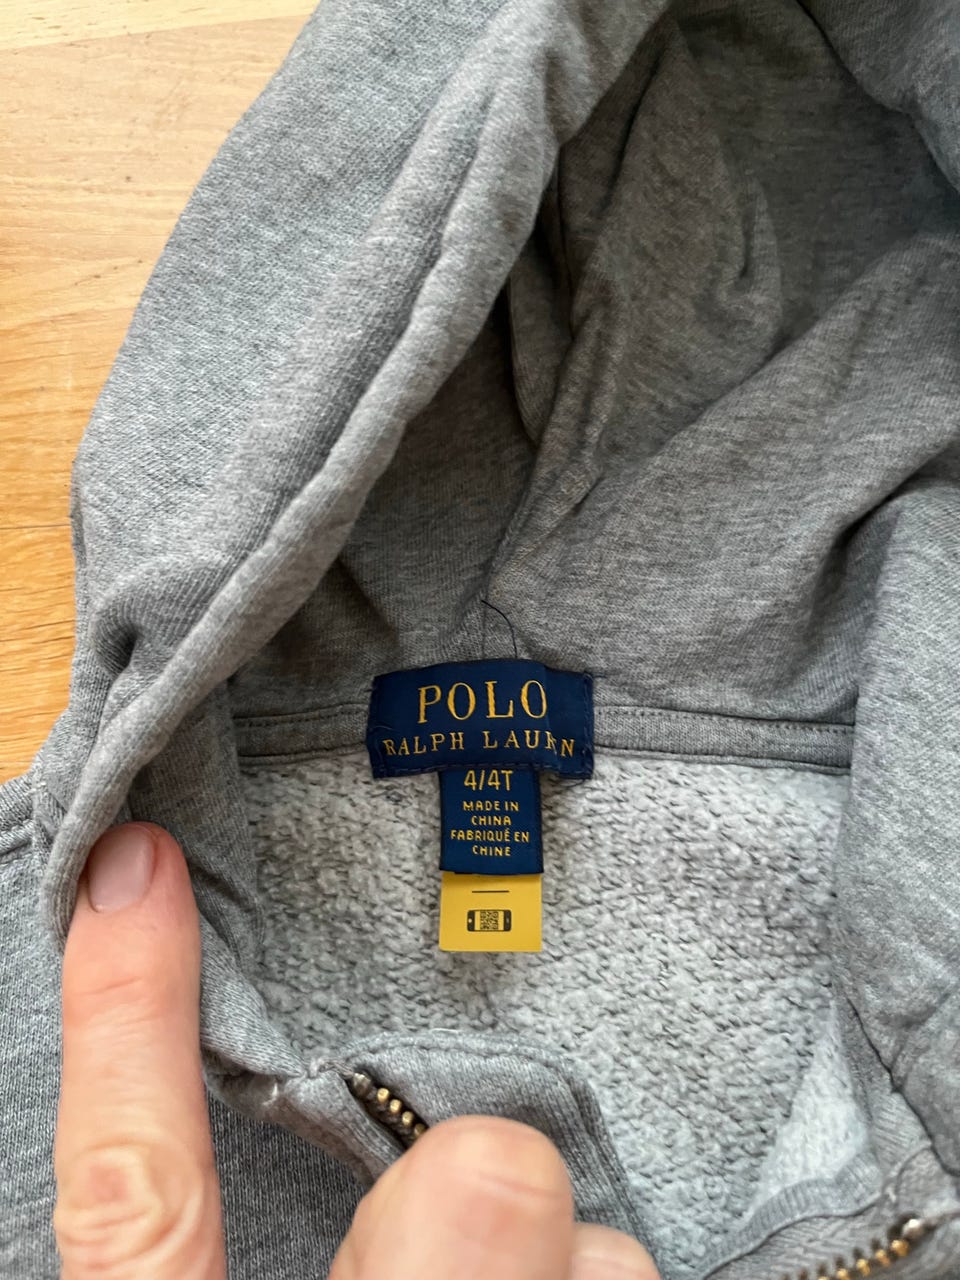 POLO
RALPH LAUREN
4/4T
MADE IN
CHINA
FABRIQUÉ EN
CHINE